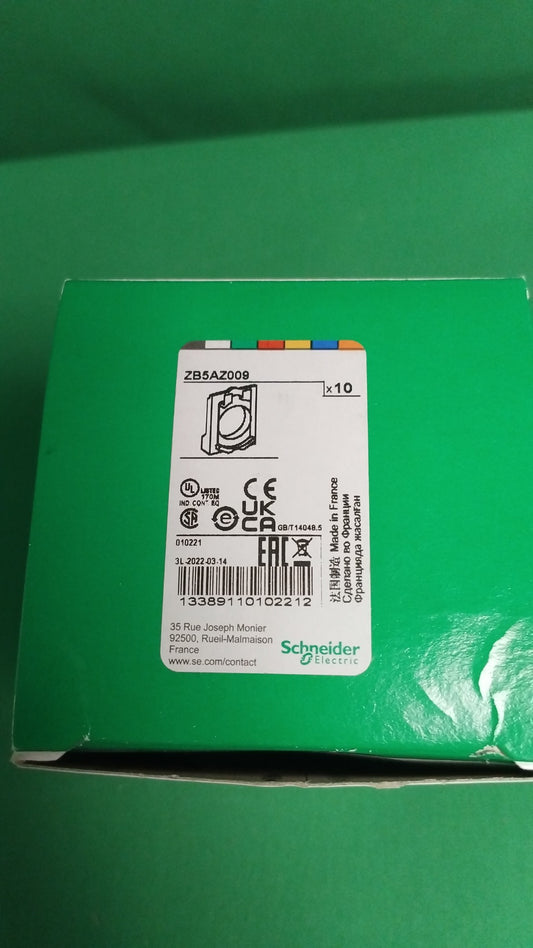 ZB5AZ009
x10
UL LISTED
170M
IND CONT EQ
CE
UK
CA
GB/T14048.5
010221
EAC
3L-2022-03-14
13389110102212
法国制造 Made in France
Сделано во Франции
Францияда жасалған
35 Rue Joseph Monier
92500, Rueil-Malmaison
France
www.se.com/contact
Schneider
Electric